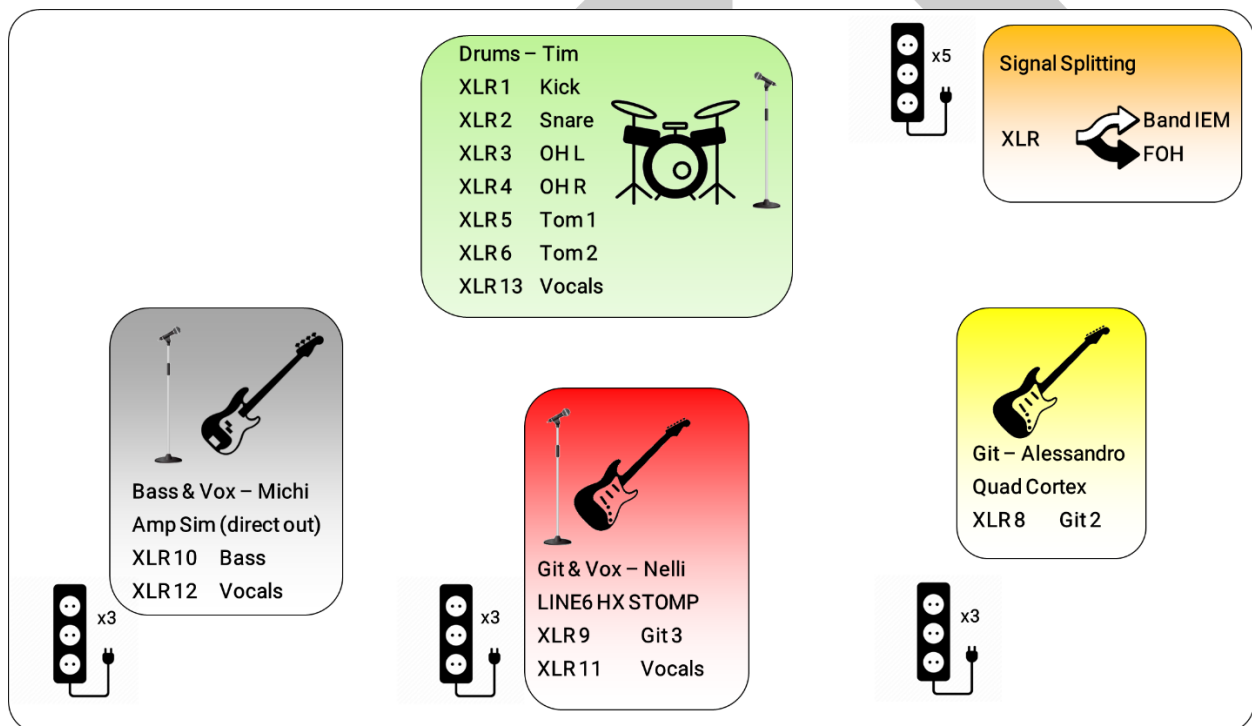 Drums – Tim
XLR 1 Kick
XLR 2 Snare
XLR 3 OH L
XLR 4 OH R
XLR 5 Tom 1
XLR 6 Tom 2
XLR 13 Vocals
x5
Signal Splitting
XLR
Band IEM
FOH
Bass & Vox – Michi
Amp Sim (direct out)
XLR 10 Bass
XLR 12 Vocals
x3
Git & Vox – Nelli
LINE6 HX STOMP
XLR 9 Git 3
XLR 11 Vocals
x3
Git – Alessandro
Quad Cortex
XLR 8 Git 2
x3